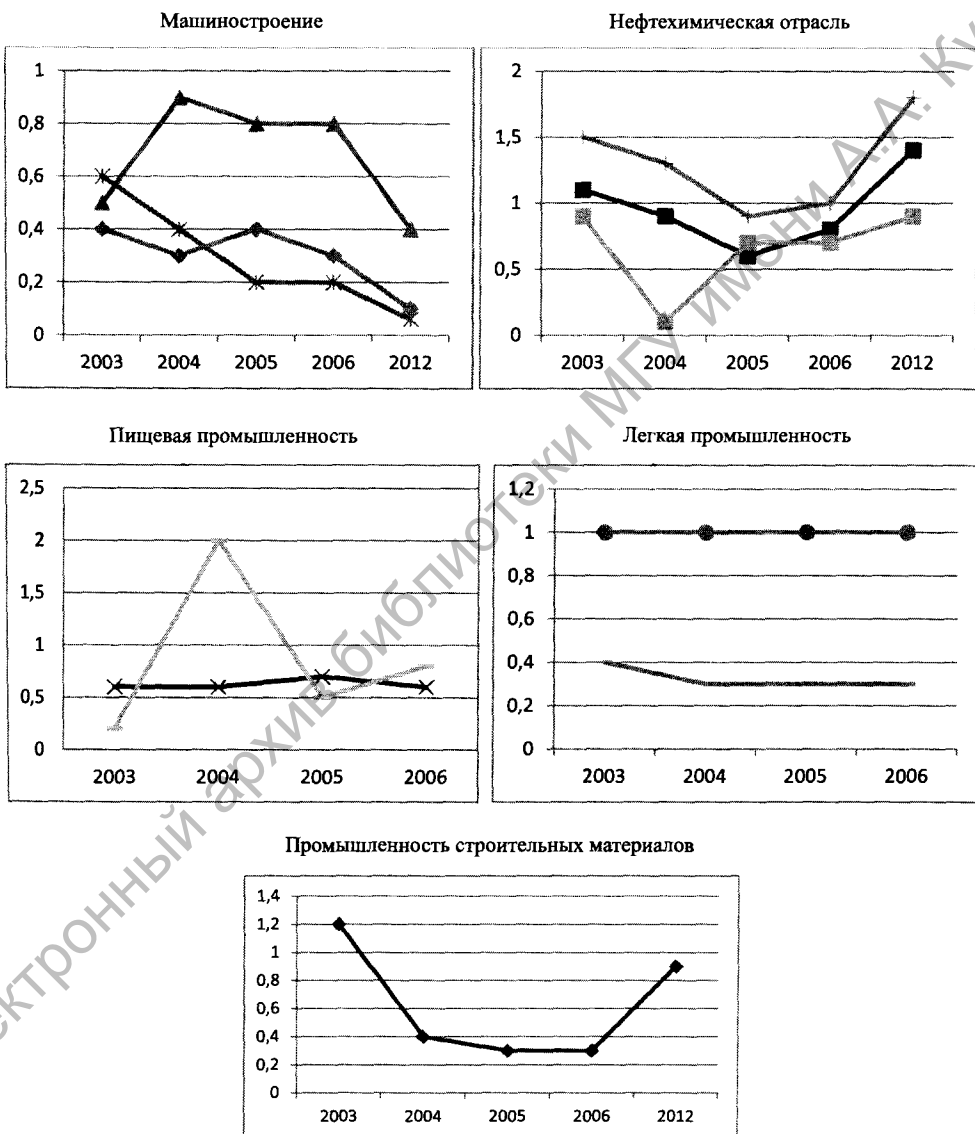 Машиностроение
1
0,8
0,6
0,4
0,2
0
2003 2004 2005 2006 2012
Нефтехимическая отрасль
2
1,5
1
0,5
0
2003 2004 2005 2006 2012
Пищевая промышленность
2,5
2
1,5
1
0,5
0
2003 2004 2005 2006
Легкая промышленность
1,2
1
0,8
0,6
0,4
0,2
0
2003 2004 2005 2006
Промышленность строительных материалов
1,4
1,2
1
0,8
0,6
0,4
0,2
0
2003 2004 2005 2006 2012
архив библиотеки МГУ имени А.А.